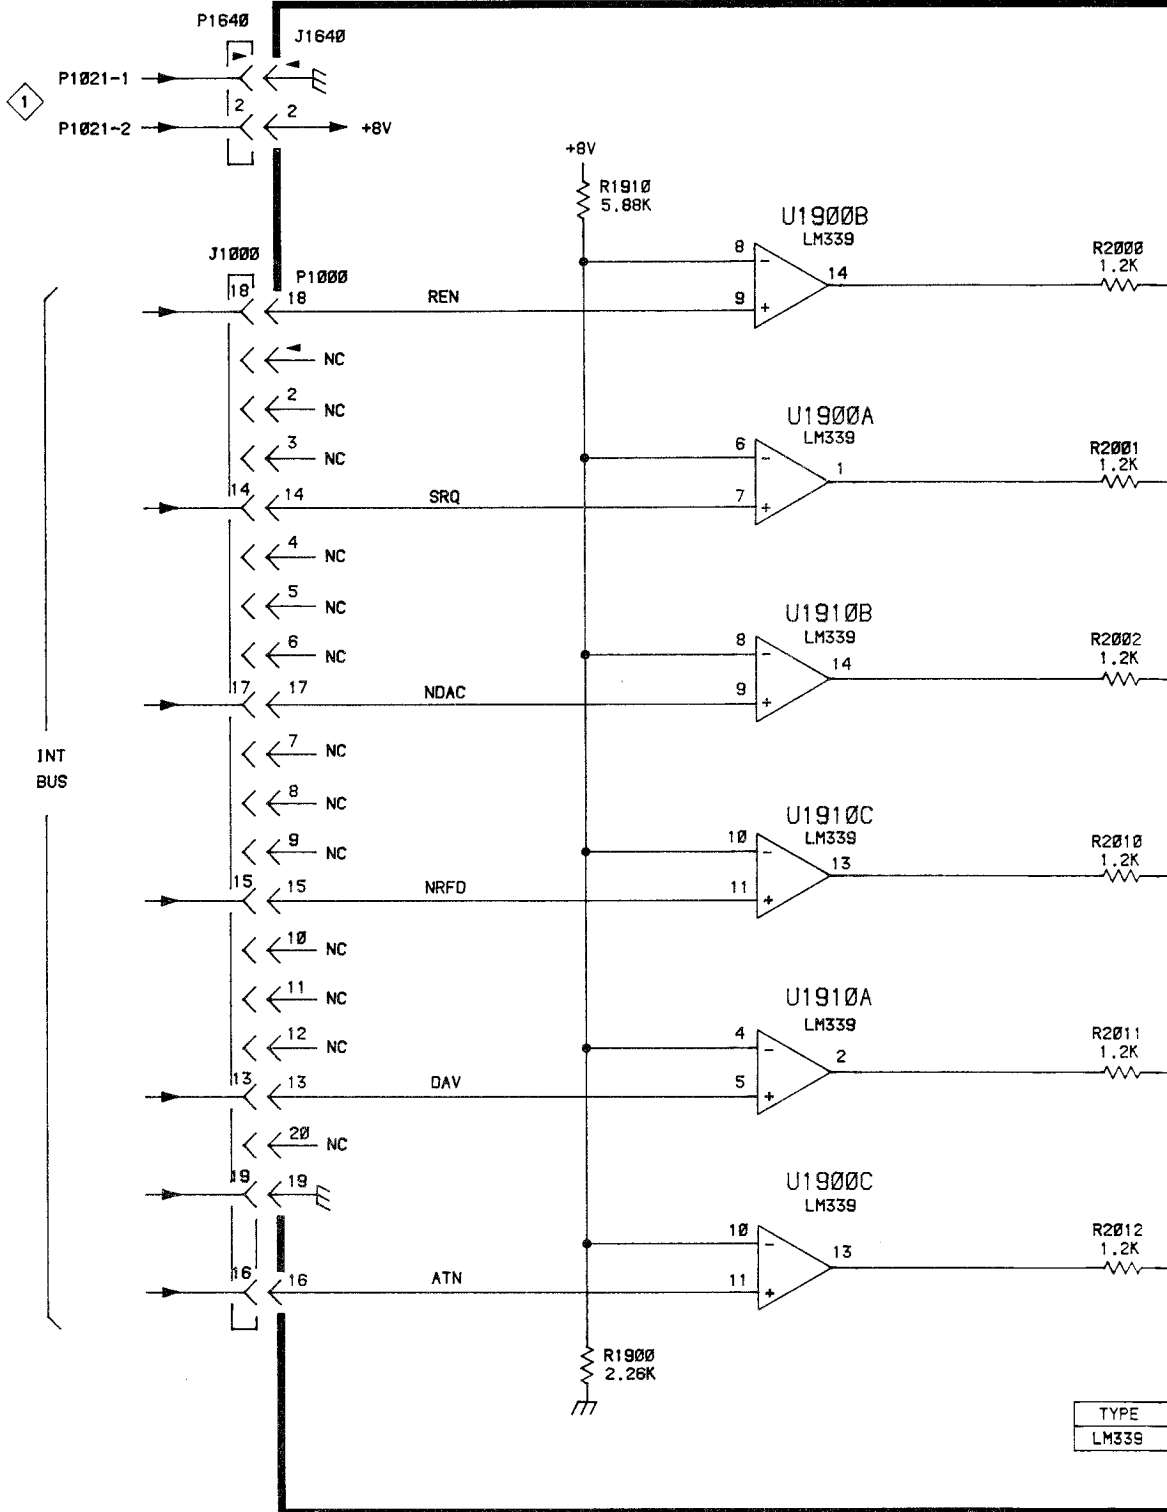 P1640
J1640
1
P1021-1
P1021-2
2
2
+8V
+8V
R1910
5.88K
J1000
P1000
U1900B
LM339
8
-
9
+
14
R2000
1.2K
18
18
REN
NC
2
NC
3
NC
U1900A
LM339
6
-
7
+
1
R2001
1.2K
14
14
SRQ
4
NC
5
NC
6
NC
U1910B
LM339
8
-
9
+
14
R2002
1.2K
17
17
NDAC
INT
BUS
7
NC
8
NC
9
NC
U1910C
LM339
10
-
11
+
13
R2010
1.2K
15
15
NRFD
10
NC
11
NC
12
NC
U1910A
LM339
4
-
5
+
2
R2011
1.2K
13
13
DAV
20
NC
19
19
U1900C
LM339
10
-
11
+
13
R2012
1.2K
16
16
ATN
R1900
2.26K
TYPE
LM339